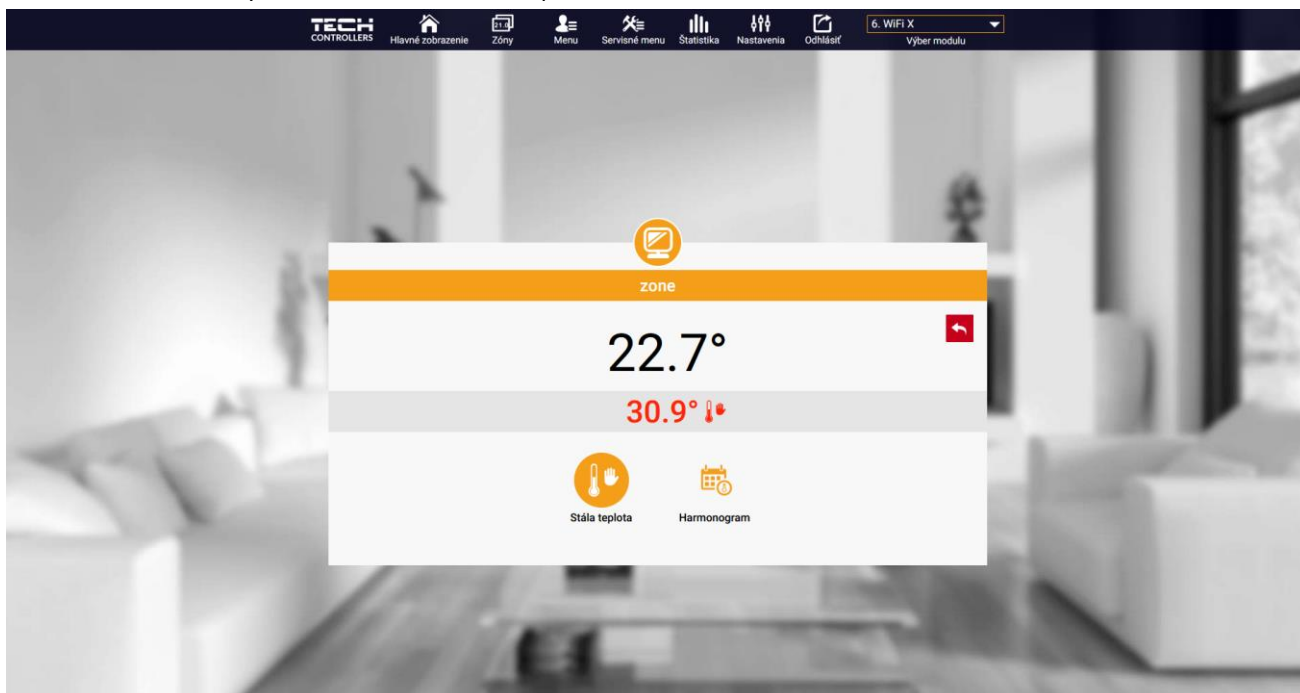 TECH
CONTROLLERS
Hlavné zobrazenie
Zóny
Menu
Servisné menu
Štatistika
Nastavenia
Odhlásiť
6. WiFi X
Výber modulu
zone
22.7°
30.9°
Stála teplota
Harmonogram